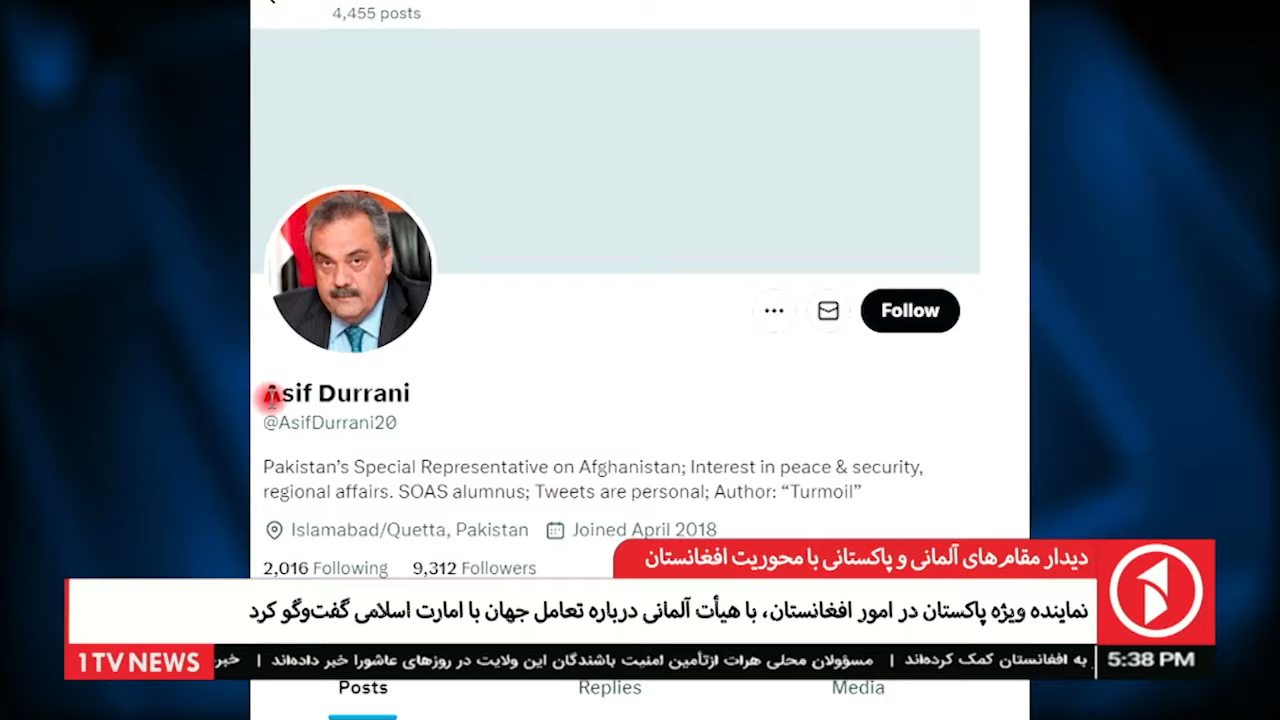 4,455 posts
Follow
Asif Durrani
@AsifDurrani20
Pakistan's Special Representative on Afghanistan; Interest in peace & security,
regional affairs. SOAS alumnus; Tweets are personal; Author: “Turmoil”
Islamabad/Quetta, Pakistan Joined April 2018
2,016 Following 9,312 Followers
دیدار مقام‌های آلمانی و پاکستانی با محوریت افغانستان
نماینده ویژه پاکستان در امور افغانستان، با هیأت آلمانی درباره تعامل جهان با امارت اسلامی گفت‌وگو کرد
1TV NEWS
به افغانستان کمک کرده‌اند | مسؤولان محلی هرات ازتأمین امنیت باشندگان این ولایت در روزهای عاشورا خبر داده‌اند | خبر
5:38 PM
Posts Replies Media